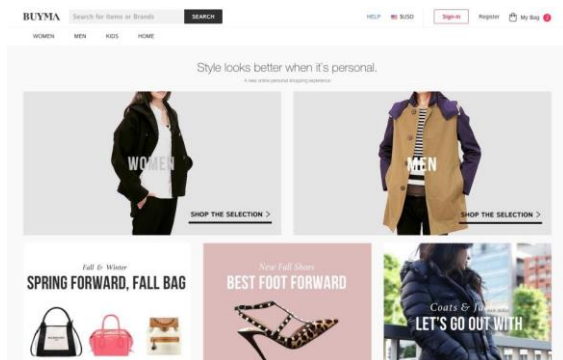 BUYMA Search for Items or Brands SEARCH HELP $USD Sign-in Register My Bag
WOMEN MEN KIDS HOME
Style looks better when it's personal.
A new online personal shopping experience
WOMEN
SHOP THE SELECTION >
MEN
SHOP THE SELECTION >
Fall & Winter
SPRING FORWARD, FALL BAG
New Fall Shoes
BEST FOOT FORWARD
Coats &
LET'S GO OUT WITH